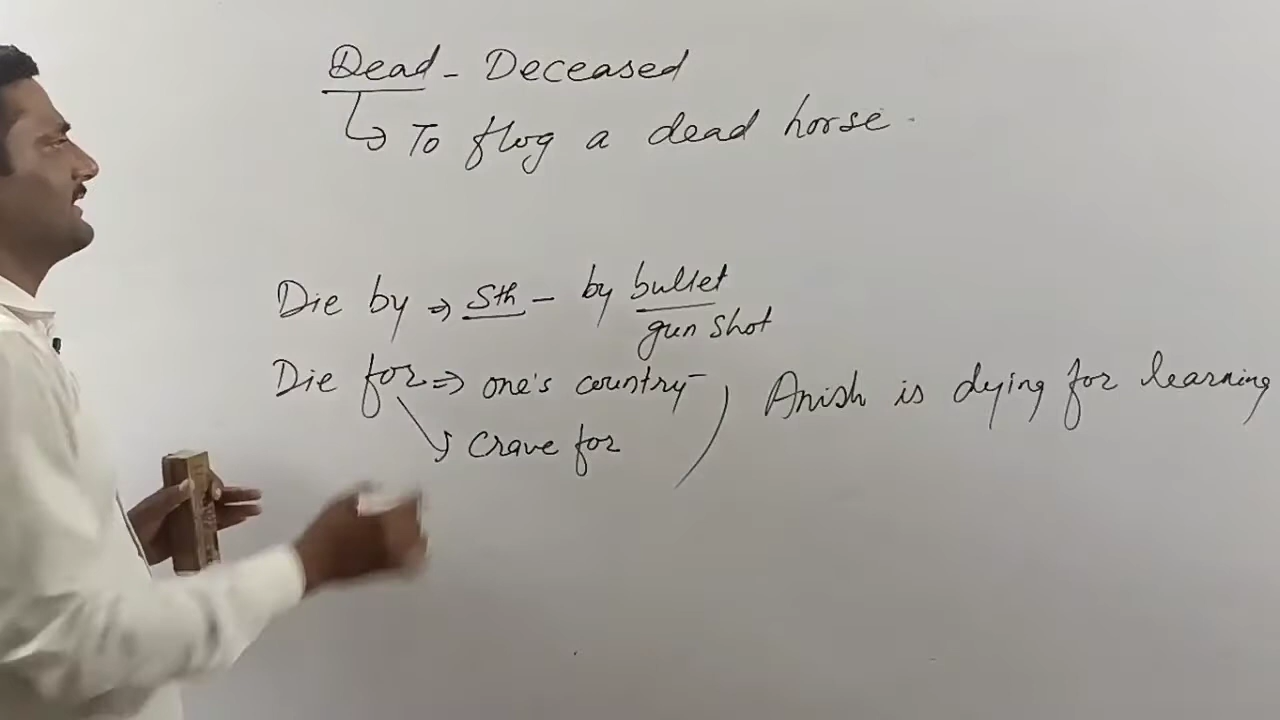 Dead - Deceased
To flog a dead horse.
Die by ⇒ Sth - by bullet
gun shot
Die for ⇒ one's country
Crave for
Anish is dying for learning